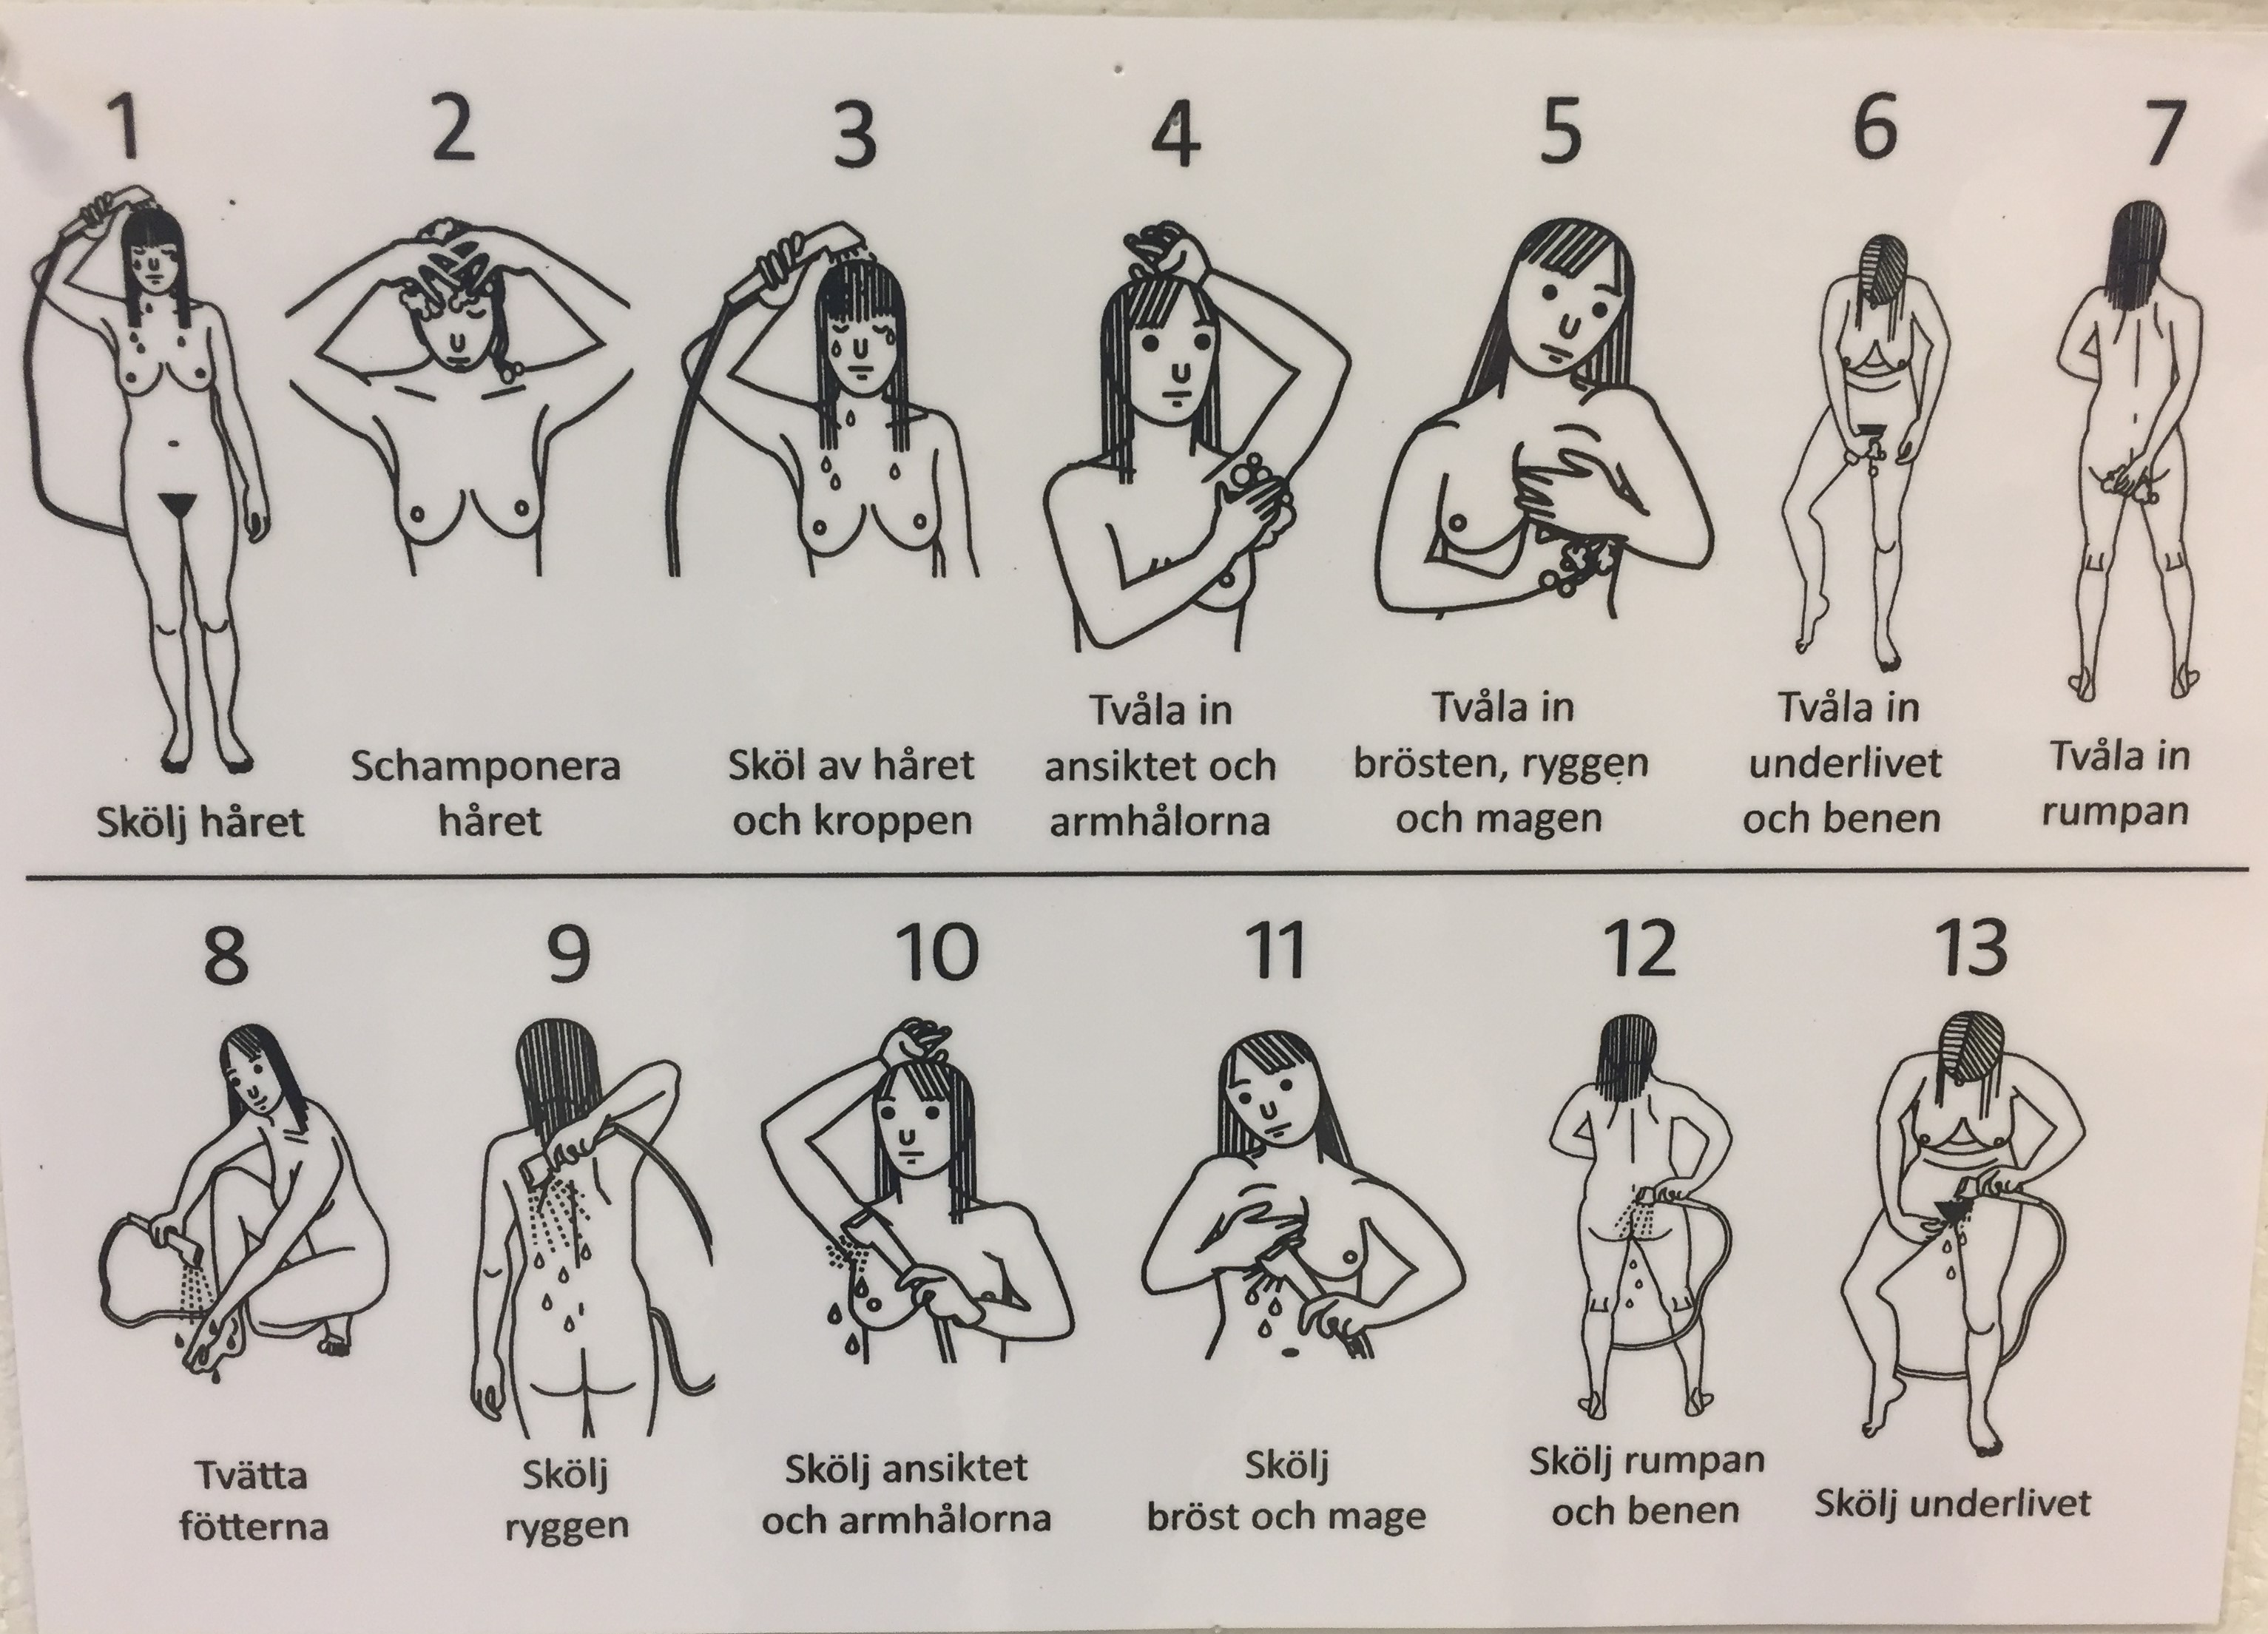 1 2 3 4 5 6 7
Skölj håret
Schamponera
håret
Sköl av håret
och kroppen
Tvåla in
ansiktet och
armhålorna
Tvåla in
brösten, ryggen
och magen
Tvåla in
underlivet
och benen
Tvåla in
rumpan
8 9 10 11 12 13
Tvätta
fötterna
Skölj
ryggen
Skölj ansiktet
och armhålorna
Skölj
bröst och mage
Skölj rumpan
och benen
Skölj underlivet